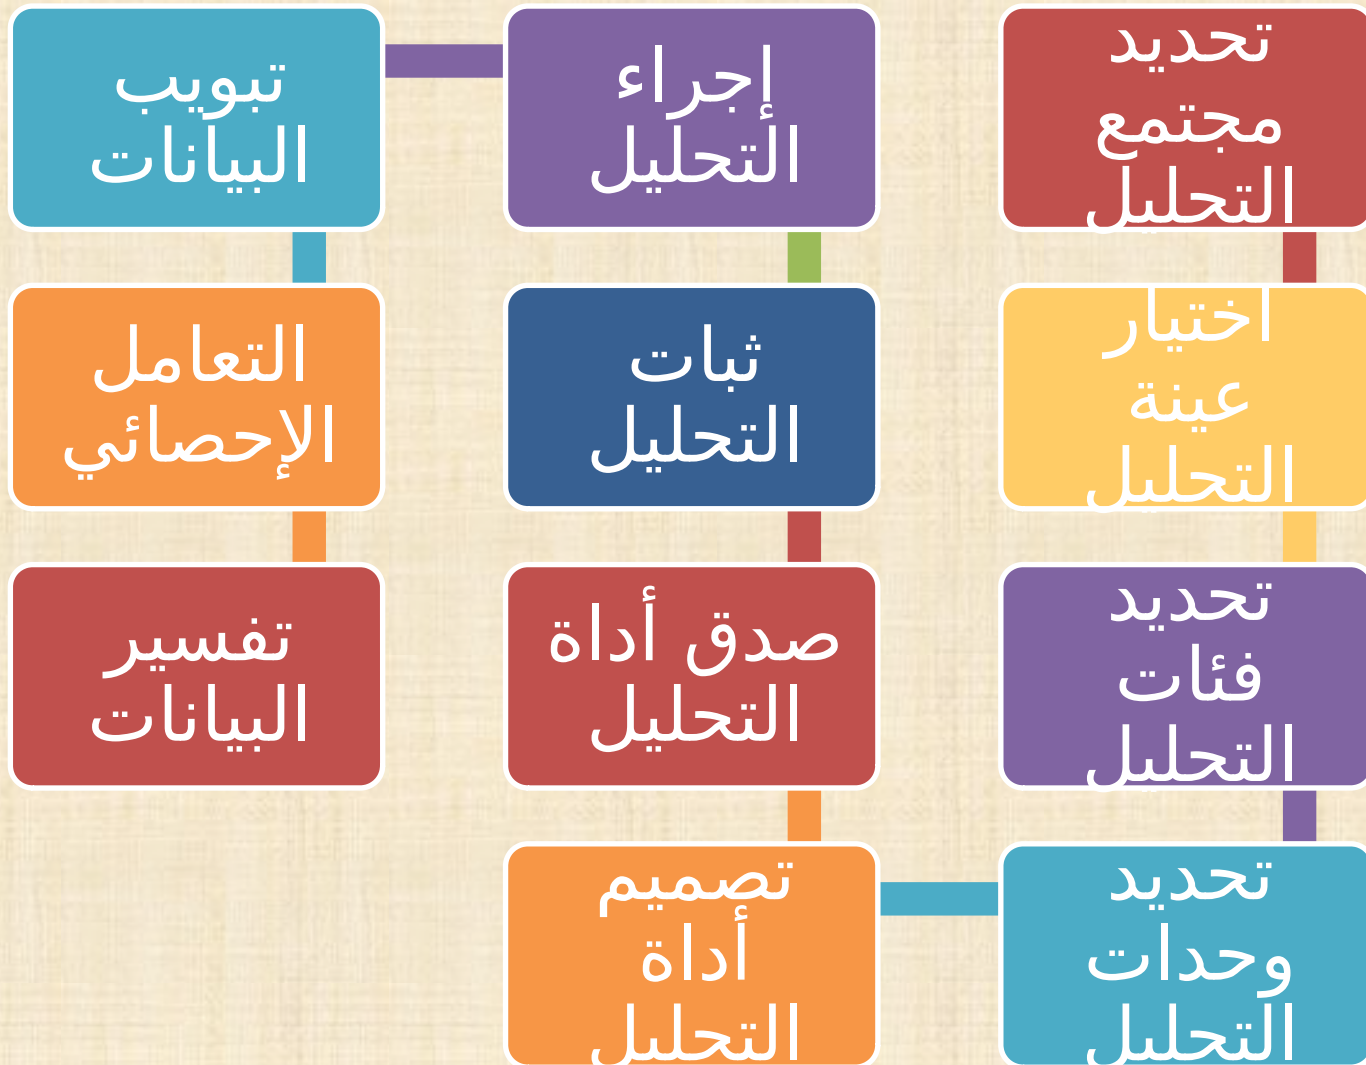 تحديد
مجتمع
التحليل
اختيار
عينة
التحليل
تحديد
فئات
التحليل
تحديد
وحدات
التحليل
تصميم
أداة
التحليل
صدق أداة
التحليل
ثبات
التحليل
إجراء
التحليل
تبويب
البيانات
التعامل
الإحصائي
تفسير
البيانات